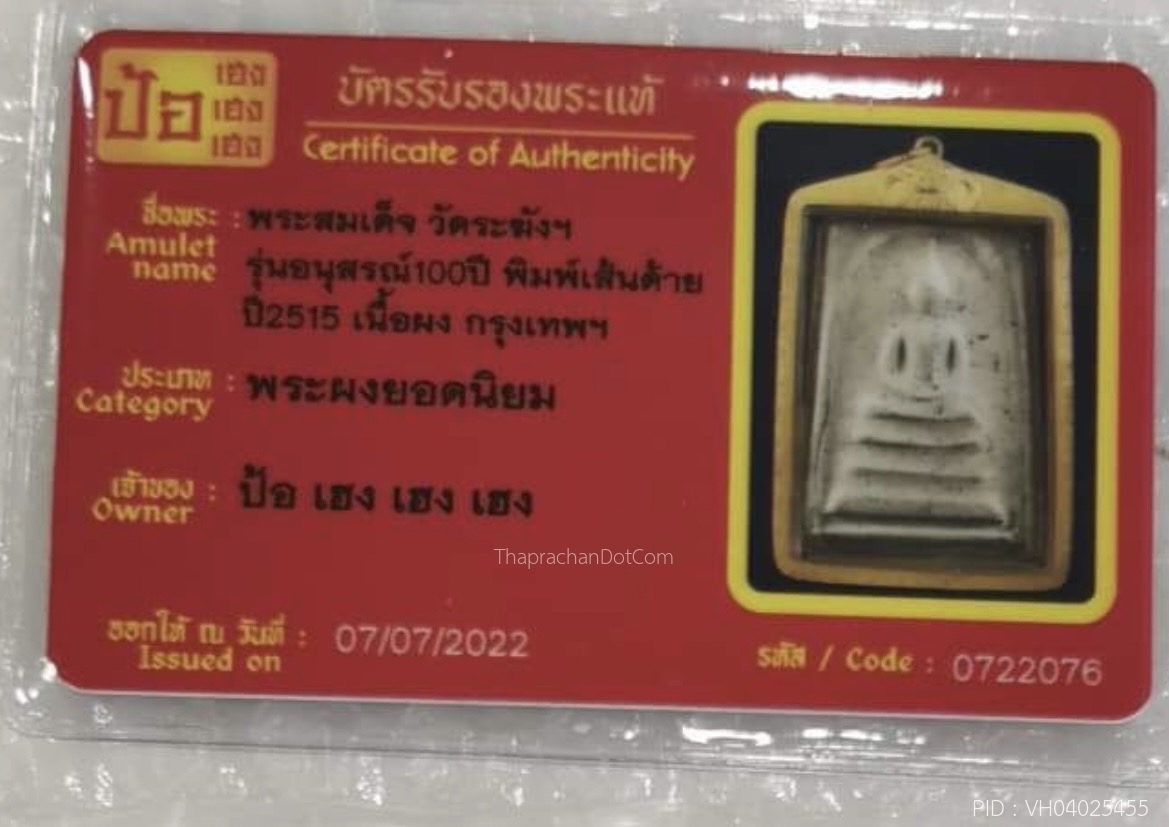 ป้อ เฮง เฮง เฮง
บัตรรับรองพระแท้
Certificate of Authenticity
ชื่อพระ : พระสมเด็จ วัดระฆังฯ
Amulet name
รุ่นอนุสรณ์100ปี พิมพ์เส้นด้าย
ปี2515 เนื้อผง กรุงเทพฯ
ประเภท : พระผงยอดนิยม
Category
เจ้าของ : ป้อ เฮง เฮง เฮง
Owner
ThaprachanDotCom
ออกให้ ณ วันที่ : 07/07/2022
Issued on
รหัส / Code : 0722076
PID : VH04025455